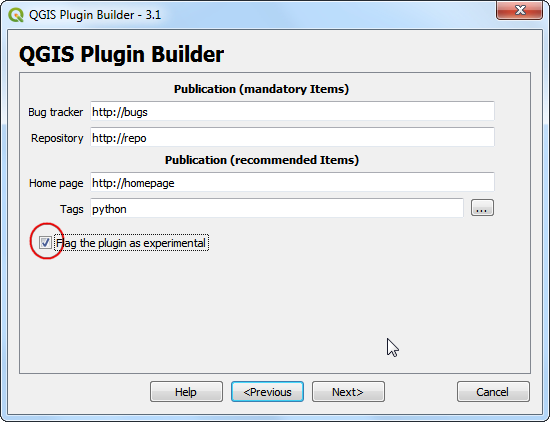 QGIS Plugin Builder - 3.1
QGIS Plugin Builder
Publication (mandatory Items)
Bug tracker http://bugs
Repository http://repo
Publication (recommended Items)
Home page http://homepage
Tags python ...
Flag the plugin as experimental
Help <Previous Next> Cancel